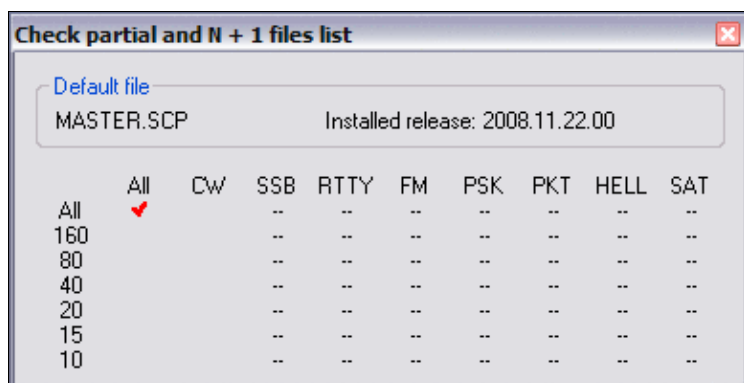 Check partial and N + 1 files list
Default file
MASTER.SCP Installed release: 2008.11.22.00
All CW SSB RTTY FM PSK PKT HELL SAT
All -- -- -- -- -- -- --
160 -- -- -- -- -- -- --
80 -- -- -- -- -- -- --
40 -- -- -- -- -- -- --
20 -- -- -- -- -- -- --
15 -- -- -- -- -- -- --
10 -- -- -- -- -- -- --